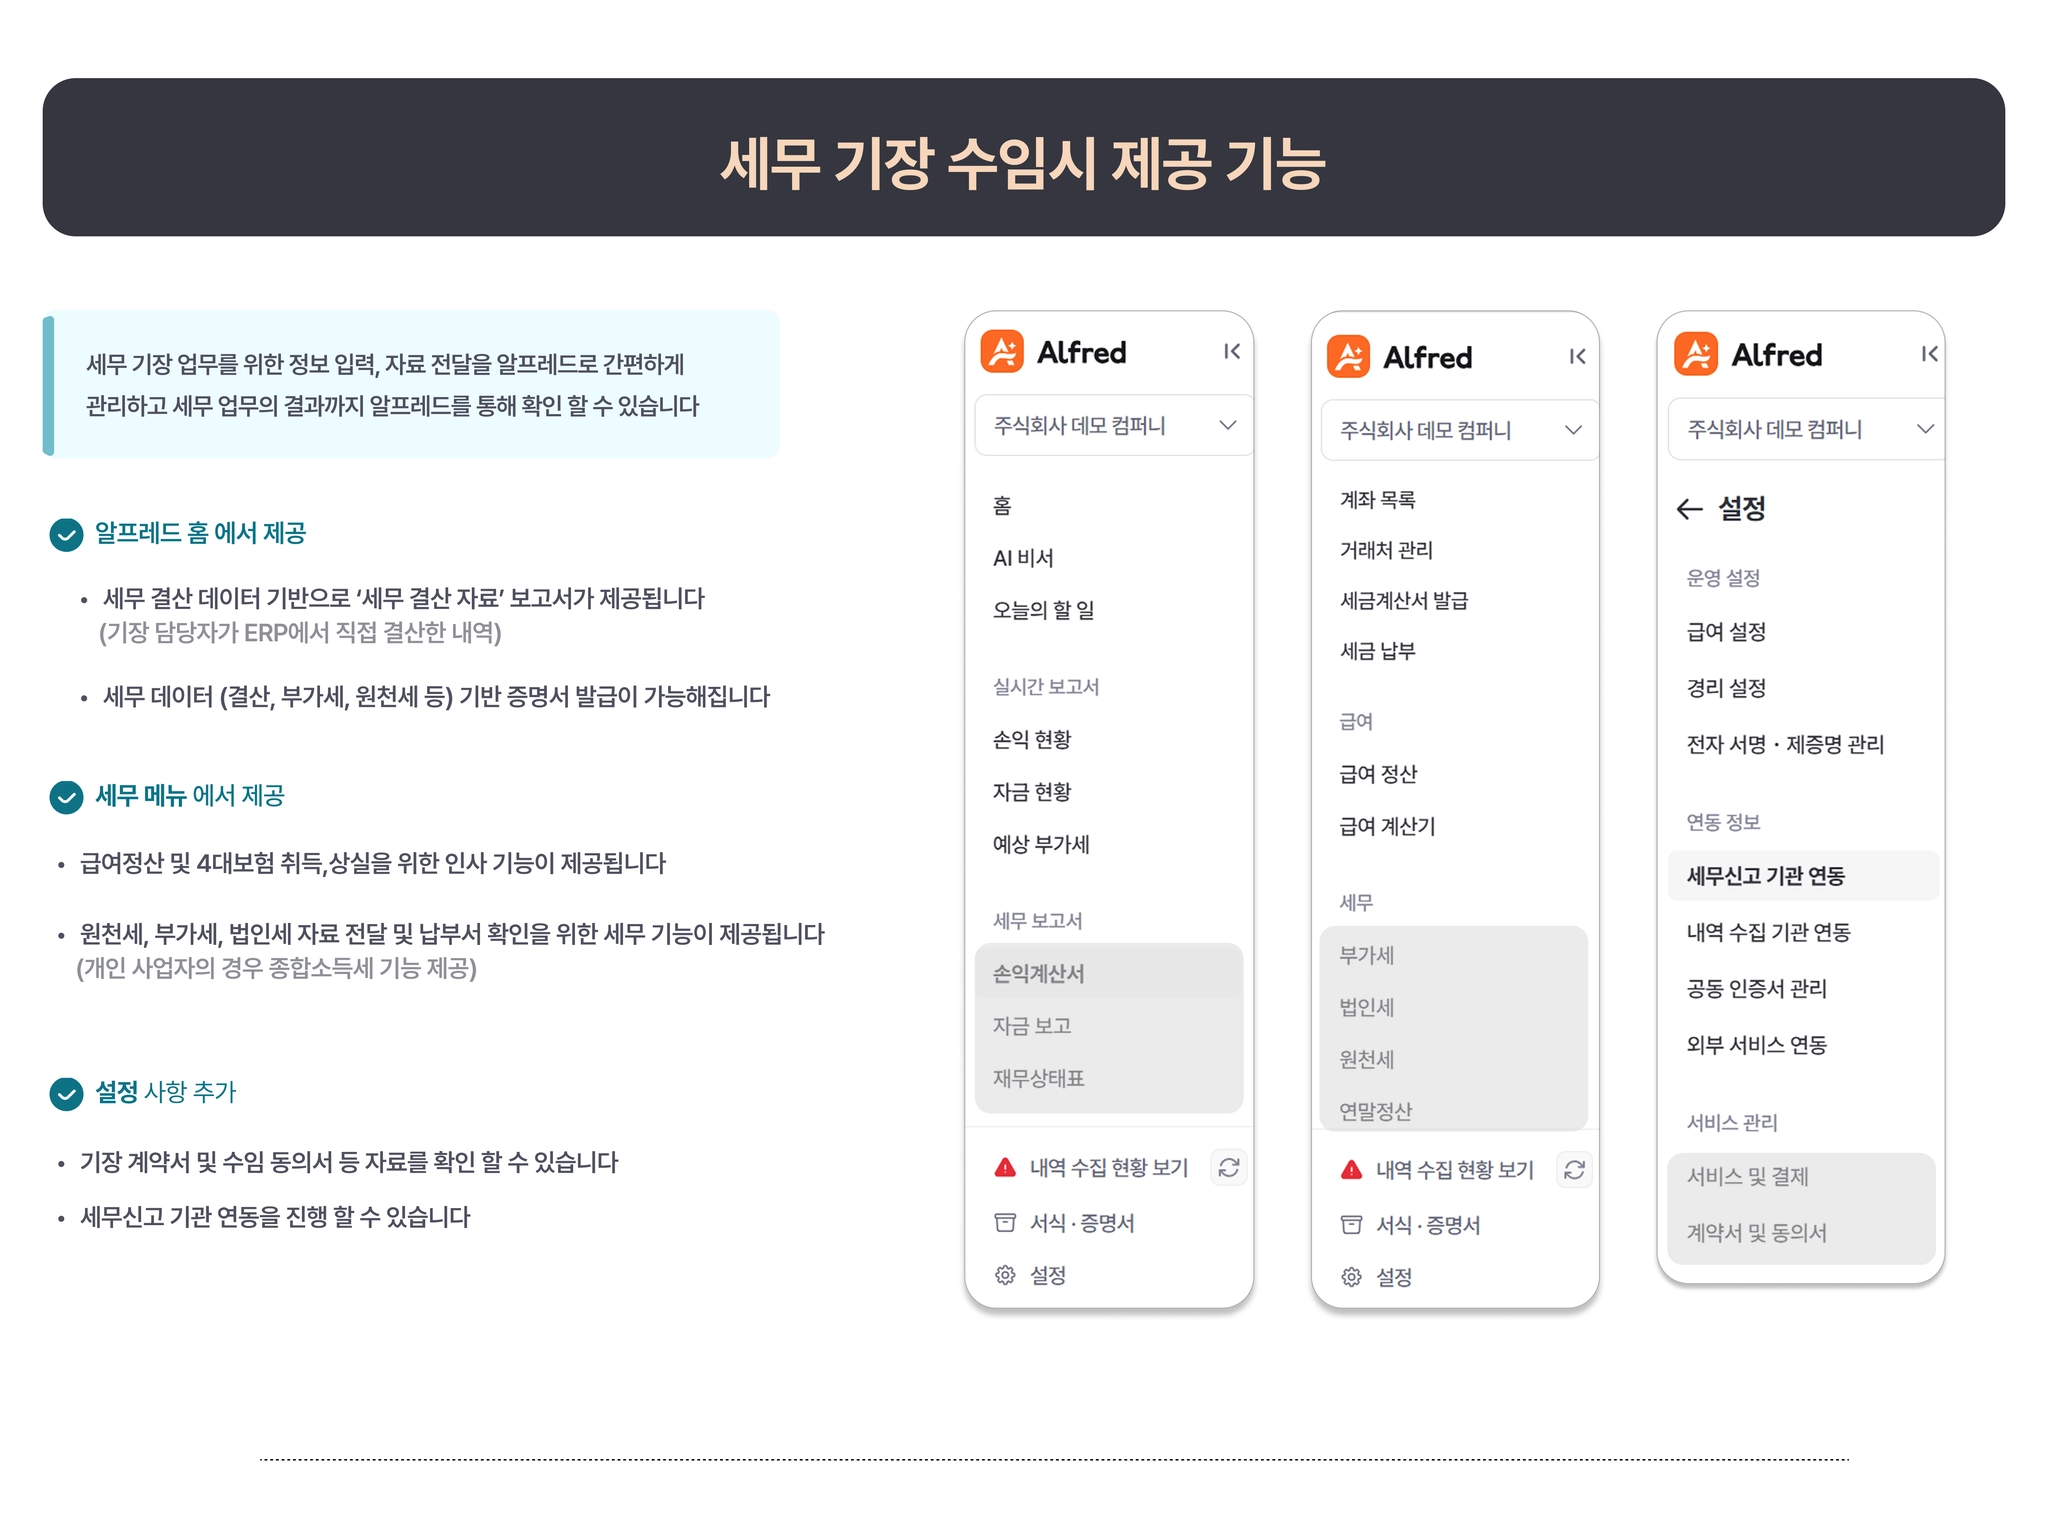 세무 기장 수임시 제공 기능
세무 기장 업무를 위한 정보 입력, 자료 전달을 알프레드로 간편하게
관리하고 세무 업무의 결과까지 알프레드를 통해 확인 할 수 있습니다
알프레드 홈 에서 제공
• 세무 결산 데이터 기반으로 ‘세무 결산 자료’ 보고서가 제공됩니다
(기장 담당자가 ERP에서 직접 결산한 내역)
• 세무 데이터 (결산, 부가세, 원천세 등) 기반 증명서 발급이 가능해집니다
세무 메뉴 에서 제공
• 급여정산 및 4대보험 취득,상실을 위한 인사 기능이 제공됩니다
• 원천세, 부가세, 법인세 자료 전달 및 납부서 확인을 위한 세무 기능이 제공됩니다
(개인 사업자의 경우 종합소득세 기능 제공)
설정 사항 추가
• 기장 계약서 및 수임 동의서 등 자료를 확인 할 수 있습니다
• 세무신고 기관 연동을 진행 할 수 있습니다
Alfred
주식회사 데모 컴퍼니
홈
AI 비서
오늘의 할 일
실시간 보고서
손익 현황
자금 현황
예상 부가세
세무 보고서
손익계산서
자금 보고
재무상태표
내역 수집 현황 보기
서식 · 증명서
설정
Alfred
주식회사 데모 컴퍼니
계좌 목록
거래처 관리
세금계산서 발급
세금 납부
급여
급여 정산
급여 계산기
세무
부가세
법인세
원천세
연말정산
내역 수집 현황 보기
서식 · 증명서
설정
Alfred
주식회사 데모 컴퍼니
설정
운영 설정
급여 설정
경리 설정
전자 서명 · 제증명 관리
연동 정보
세무신고 기관 연동
내역 수집 기관 연동
공동 인증서 관리
외부 서비스 연동
서비스 관리
서비스 및 결제
계약서 및 동의서